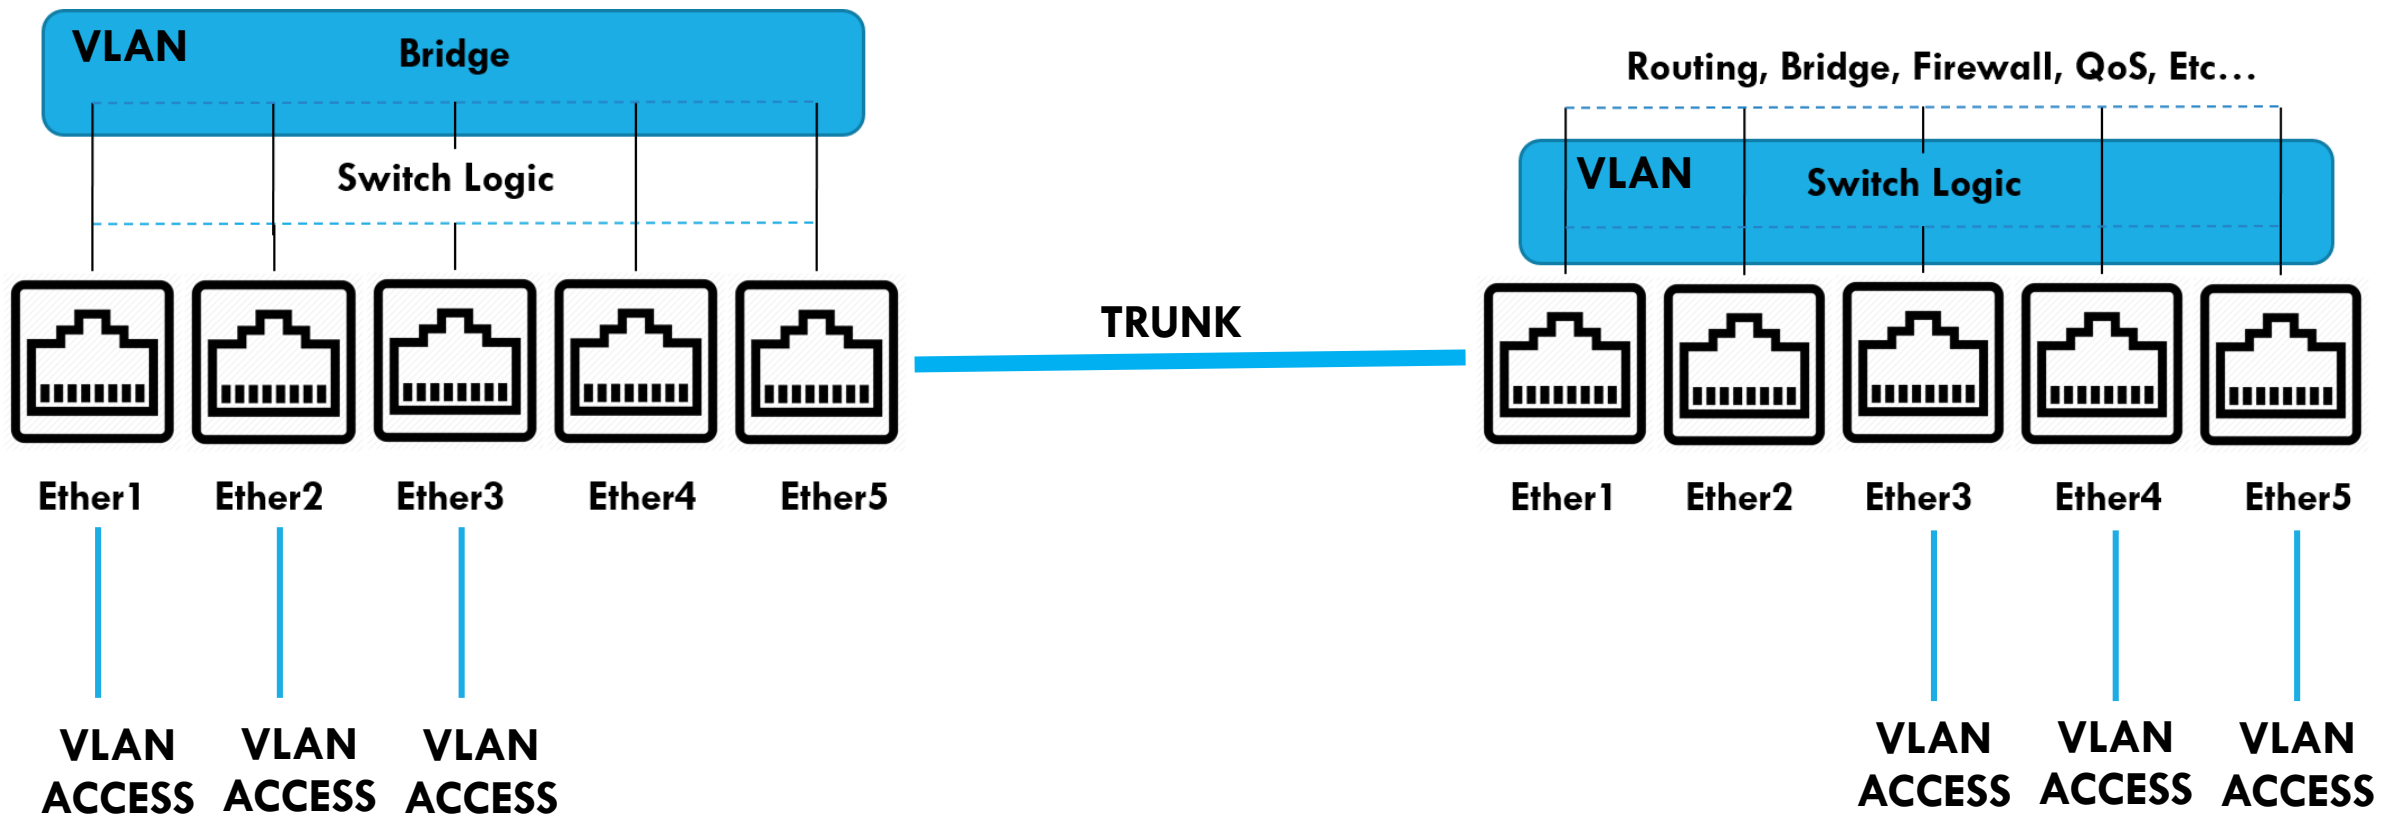 VLAN
Bridge
Switch Logic
Ether1
Ether2
Ether3
Ether4
Ether5
VLAN
ACCESS
VLAN
ACCESS
VLAN
ACCESS
TRUNK
Routing, Bridge, Firewall, QoS, Etc...
VLAN
Switch Logic
Ether1
Ether2
Ether3
Ether4
Ether5
VLAN
ACCESS
VLAN
ACCESS
VLAN
ACCESS